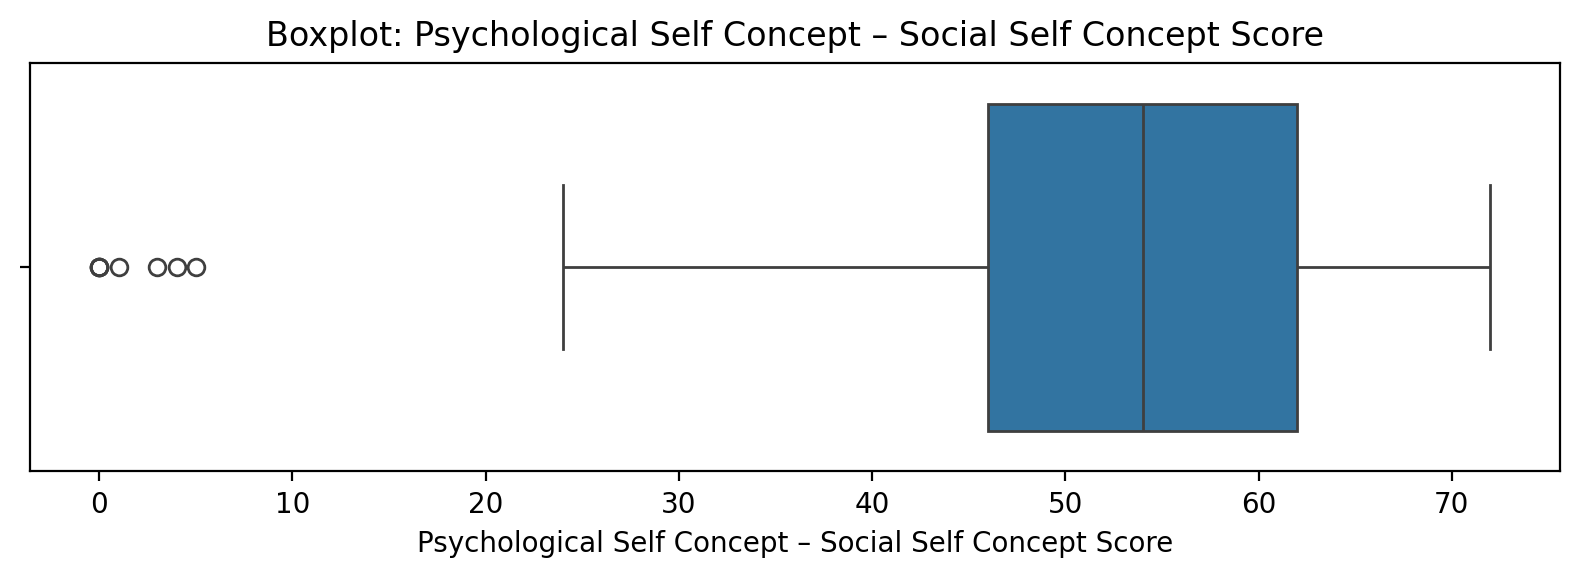 Boxplot: Psychological Self Concept – Social Self Concept Score
0 10 20 30 40 50 60 70
Psychological Self Concept – Social Self Concept Score